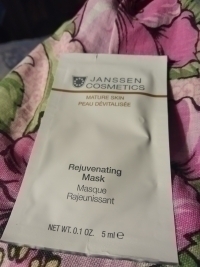 JANSSEN
COSMETICS
MATURE SKIN
PEAU DÉVITALISÉE
Rejuvenating
Mask
Masque
Rajeunissant
NET WT. 0.1 OZ. 5 ml ℮